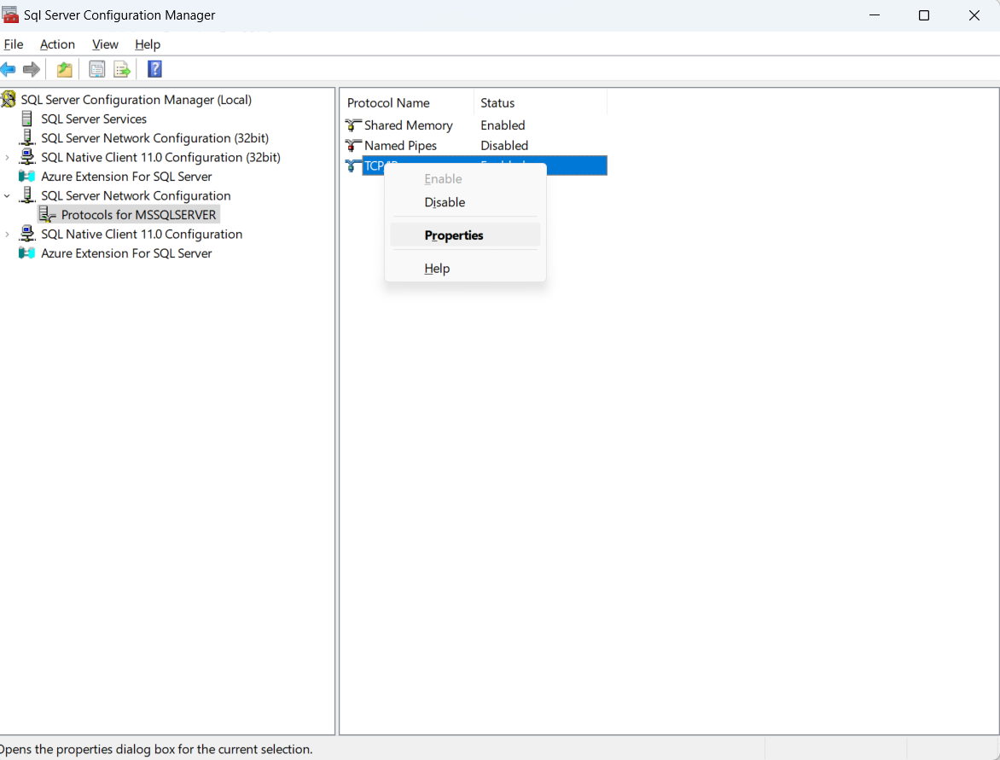 Sql Server Configuration Manager
File Action View Help
SQL Server Configuration Manager (Local)
SQL Server Services
SQL Server Network Configuration (32bit)
SQL Native Client 11.0 Configuration (32bit)
Azure Extension For SQL Server
SQL Server Network Configuration
Protocols for MSSQLSERVER
SQL Native Client 11.0 Configuration
Azure Extension For SQL Server
Protocol Name Status
Shared Memory Enabled
Named Pipes Disabled
TCP/IP Enabled
Enable
Disable
Properties
Help
Opens the properties dialog box for the current selection.